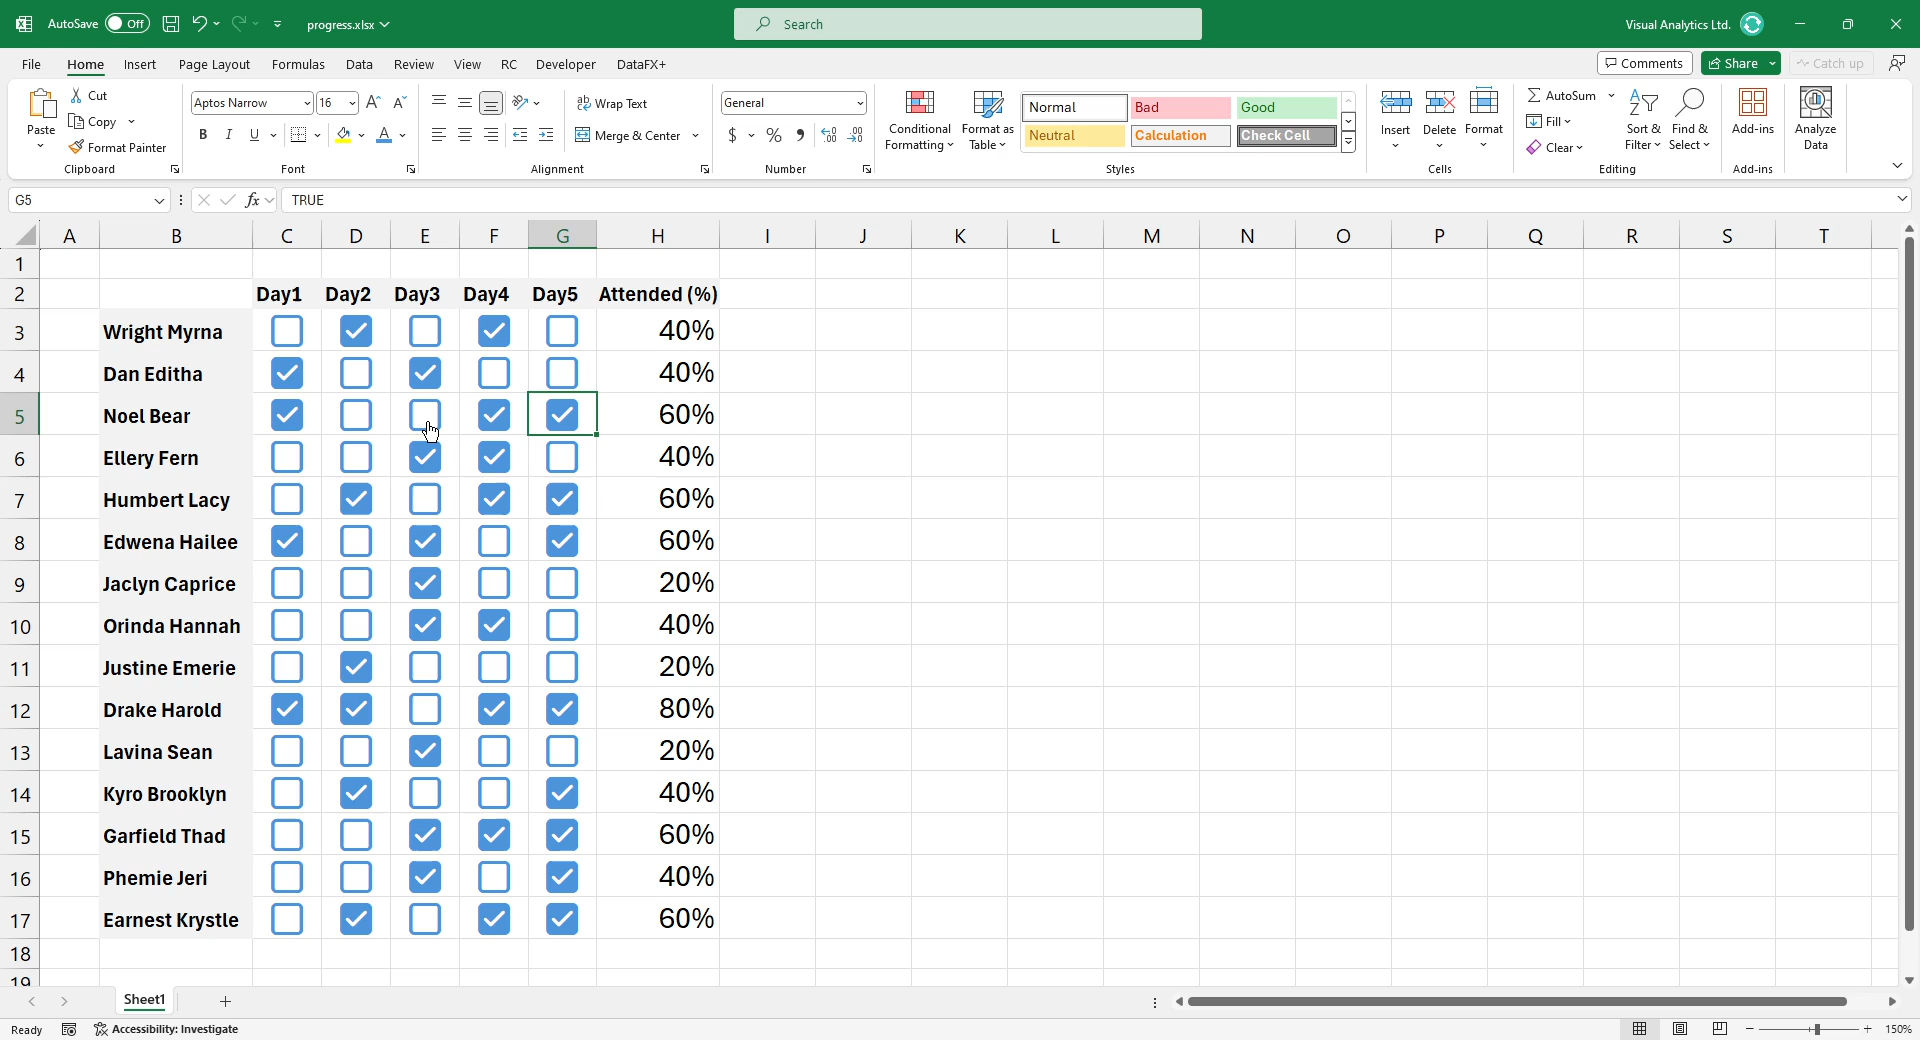 AutoSave Off progress.xlsx Search Visual Analytics Ltd.
File Home Insert Page Layout Formulas Data Review View RC Developer DataFX+ Comments Share Catch up
Paste Cut Copy Format Painter Clipboard
Aptos Narrow 16 A A B I U A Font
ab Wrap Text Merge & Center Alignment
General $ % , Number
Conditional Formatting Format as Table Normal Bad Good Neutral Calculation Check Cell Styles
Insert Delete Format Cells
AutoSum Fill Clear Sort & Filter Find & Select Editing
Add-ins Add-ins
Analyze Data
G5 fx TRUE
A B C D E F G H I J K L M N O P Q R S T
1
2 Day1 Day2 Day3 Day4 Day5 Attended (%)
3 Wright Myrna 40%
4 Dan Editha 40%
5 Noel Bear 60%
6 Ellery Fern 40%
7 Humbert Lacy 60%
8 Edwena Hailee 60%
9 Jaclyn Caprice 20%
10 Orinda Hannah 40%
11 Justine Emerie 20%
12 Drake Harold 80%
13 Lavina Sean 20%
14 Kyro Brooklyn 40%
15 Garfield Thad 60%
16 Phemie Jeri 40%
17 Earnest Krystle 60%
18
19
Sheet1
Ready Accessibility: Investigate 150%